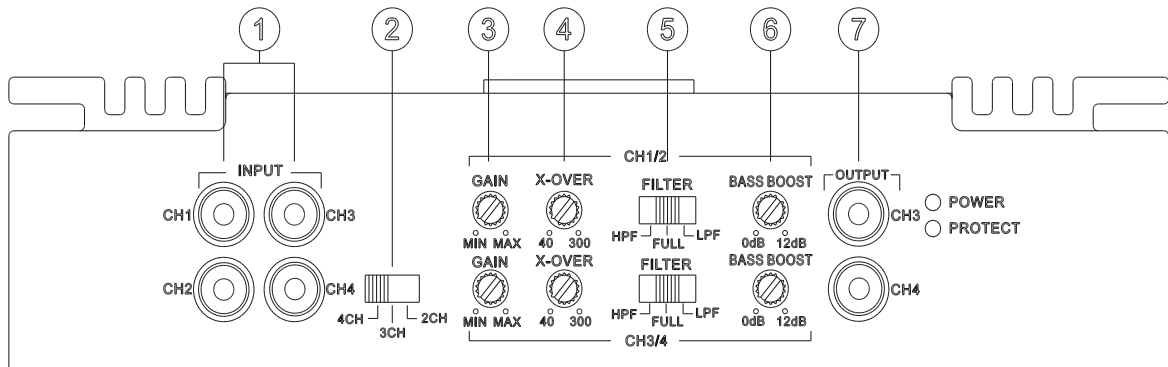 1 2 3 4 5 6 7
CH1/2
INPUT
CH1 CH3
CH2 CH4
4CH 3CH 2CH
GAIN X-OVER FILTER BASS BOOST
MIN MAX 40 300 HPF FULL LPF 0dB 12dB
GAIN X-OVER FILTER BASS BOOST
MIN MAX 40 300 HPF FULL LPF 0dB 12dB
CH3/4
OUTPUT
CH3
CH4
POWER
PROTECT